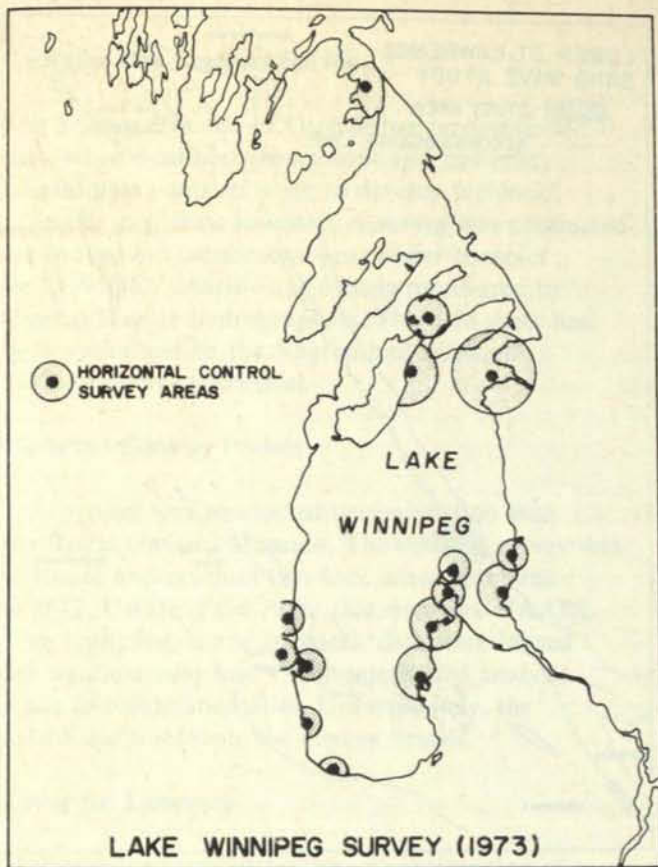 HORIZONTAL CONTROL
SURVEY AREAS
LAKE
WINNIPEG
LAKE WINNIPEG SURVEY (1973)